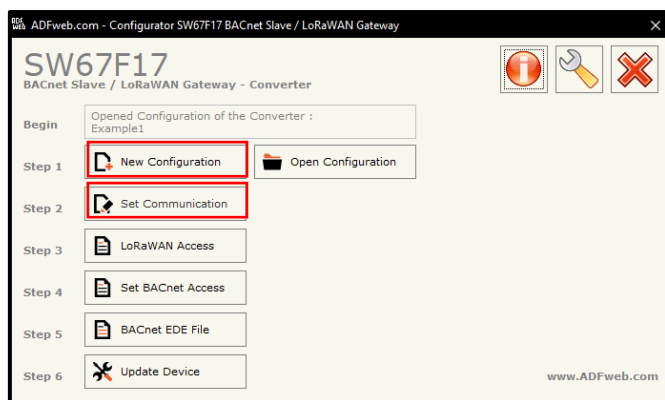 ADFweb.com - Configurator SW67F17 BACnet Slave / LoRaWAN Gateway
SW67F17
BACnet Slave / LoRaWAN Gateway - Converter
Begin
Opened Configuration of the Converter :
Example1
Step 1
New Configuration
Open Configuration
Step 2
Set Communication
Step 3
LoRaWAN Access
Step 4
Set BACnet Access
Step 5
BACnet EDE File
Step 6
Update Device
www.ADFweb.com